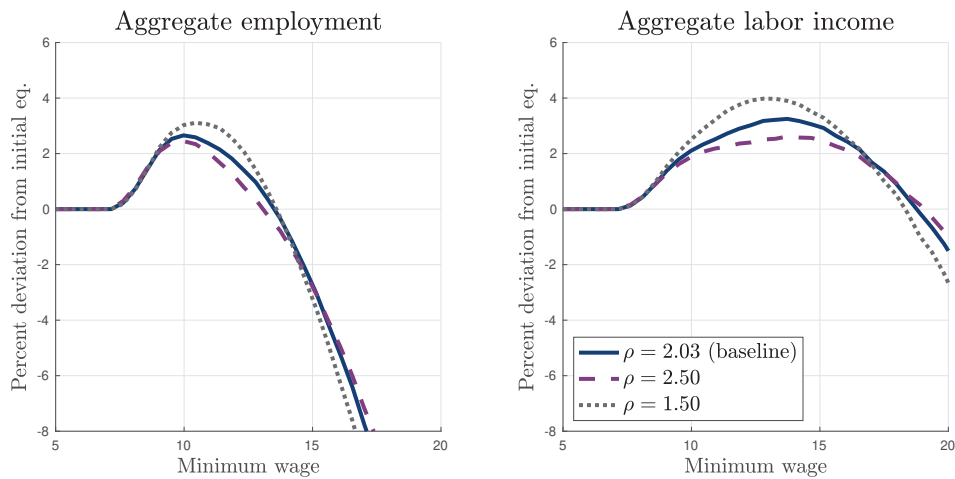 Aggregate employment
Percent deviation from initial eq.
6
4
2
0
-2
-4
-6
-8
5
10
15
20
Minimum wage
Aggregate labor income
Percent deviation from initial eq.
6
4
2
0
-2
-4
-6
-8
ρ = 2.03 (baseline)
ρ = 2.50
ρ = 1.50
5
10
15
20
Minimum wage